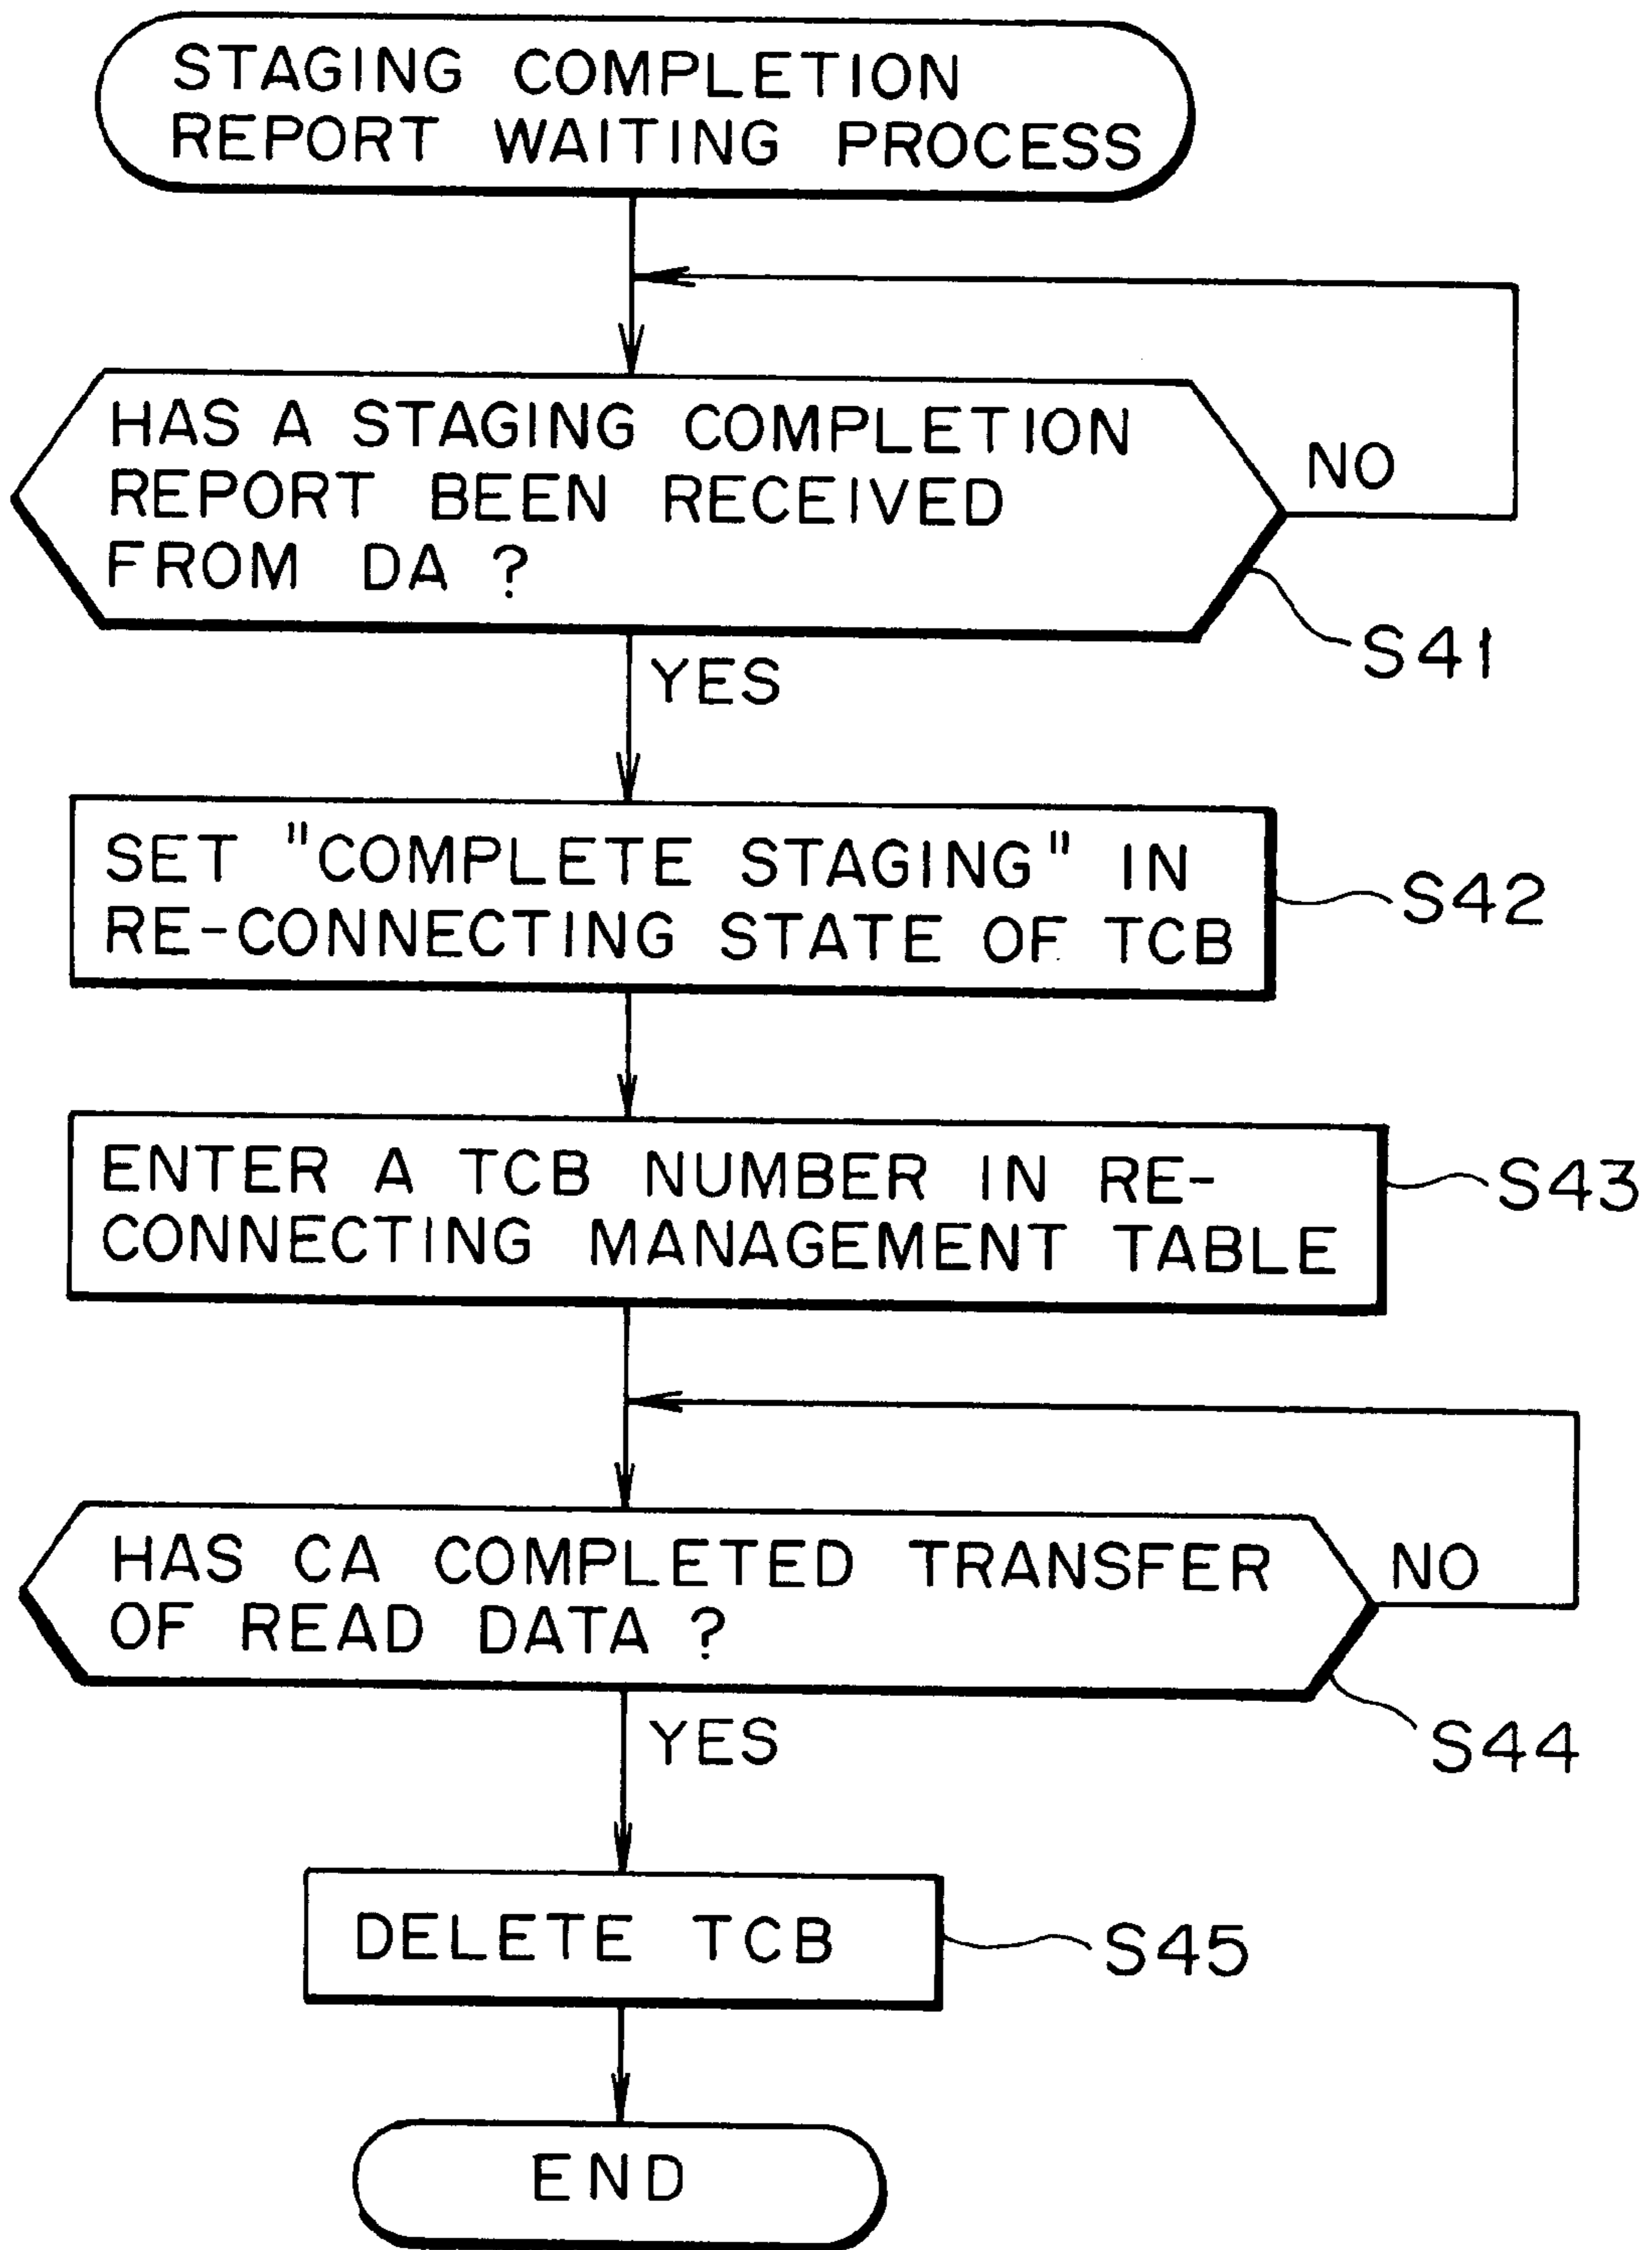 STAGING COMPLETION
REPORT WAITING PROCESS
HAS A STAGING COMPLETION
REPORT BEEN RECEIVED
FROM DA ?
NO
S41
YES
SET "COMPLETE STAGING" IN
RE-CONNECTING STATE OF TCB
S42
ENTER A TCB NUMBER IN RE-
CONNECTING MANAGEMENT TABLE
S43
HAS CA COMPLETED TRANSFER
OF READ DATA ?
NO
S44
YES
DELETE TCB
S45
END